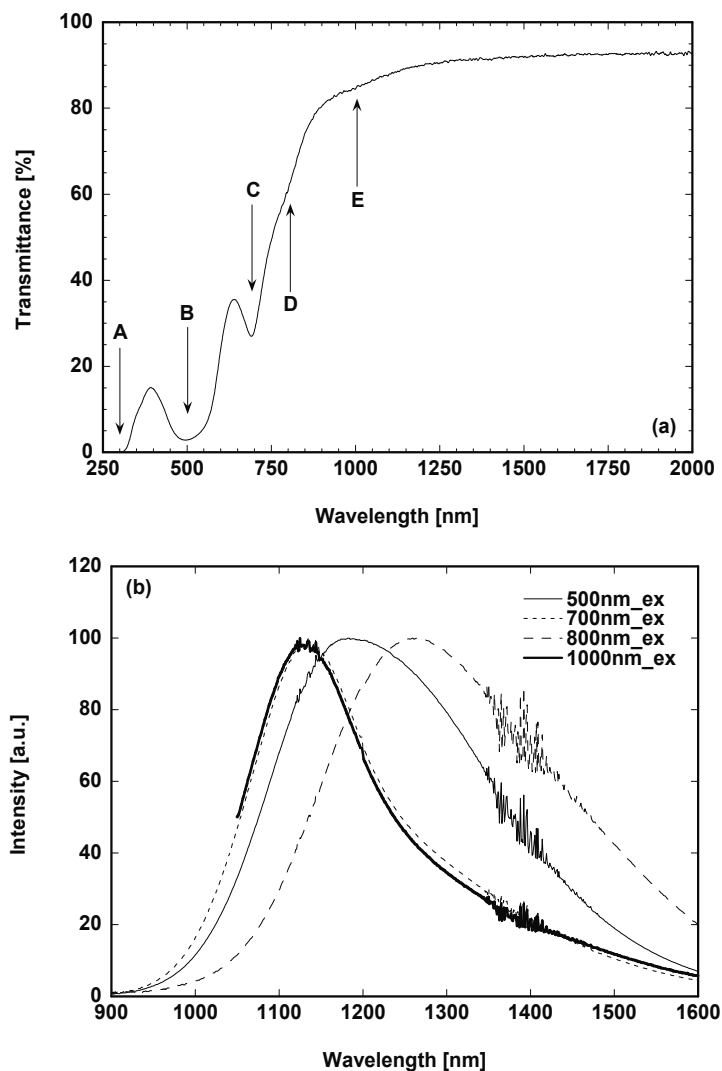 100
80
60
40
20
0
Transmittance [%]
A
B
C
D
E
(a)
250 500 750 1000 1250 1500 1750 2000
Wavelength [nm]
120
100
80
60
40
20
0
Intensity [a.u.]
(b)
500nm_ex
700nm_ex
800nm_ex
1000nm_ex
900 1000 1100 1200 1300 1400 1500 1600
Wavelength [nm]